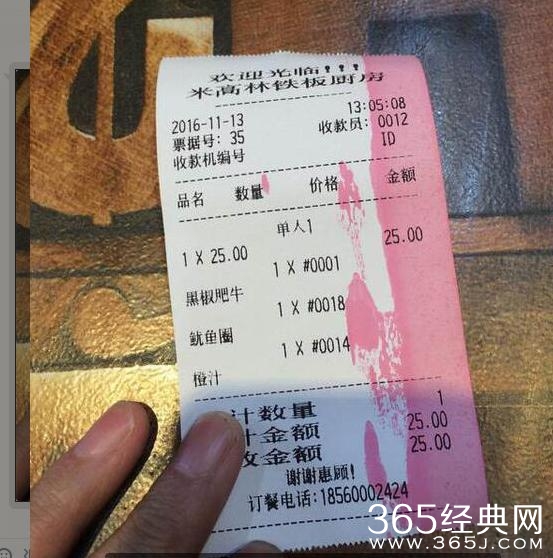 欢迎光临!!!
米高林铁板厨房
2016-11-13 13:05:08
票据号: 35 收款员: 0012
收款机编号 ID
品名 数量 价格 金额
单人1
1 X 25.00 25.00
1 X #0001
黑椒肥牛
1 X #0018
鱿鱼圈
1 X #0014
橙汁
计数量 1
计金额 25.00
收金额 25.00
谢谢惠顾!
订餐电话:18560002424
365经典网
www.365J.com